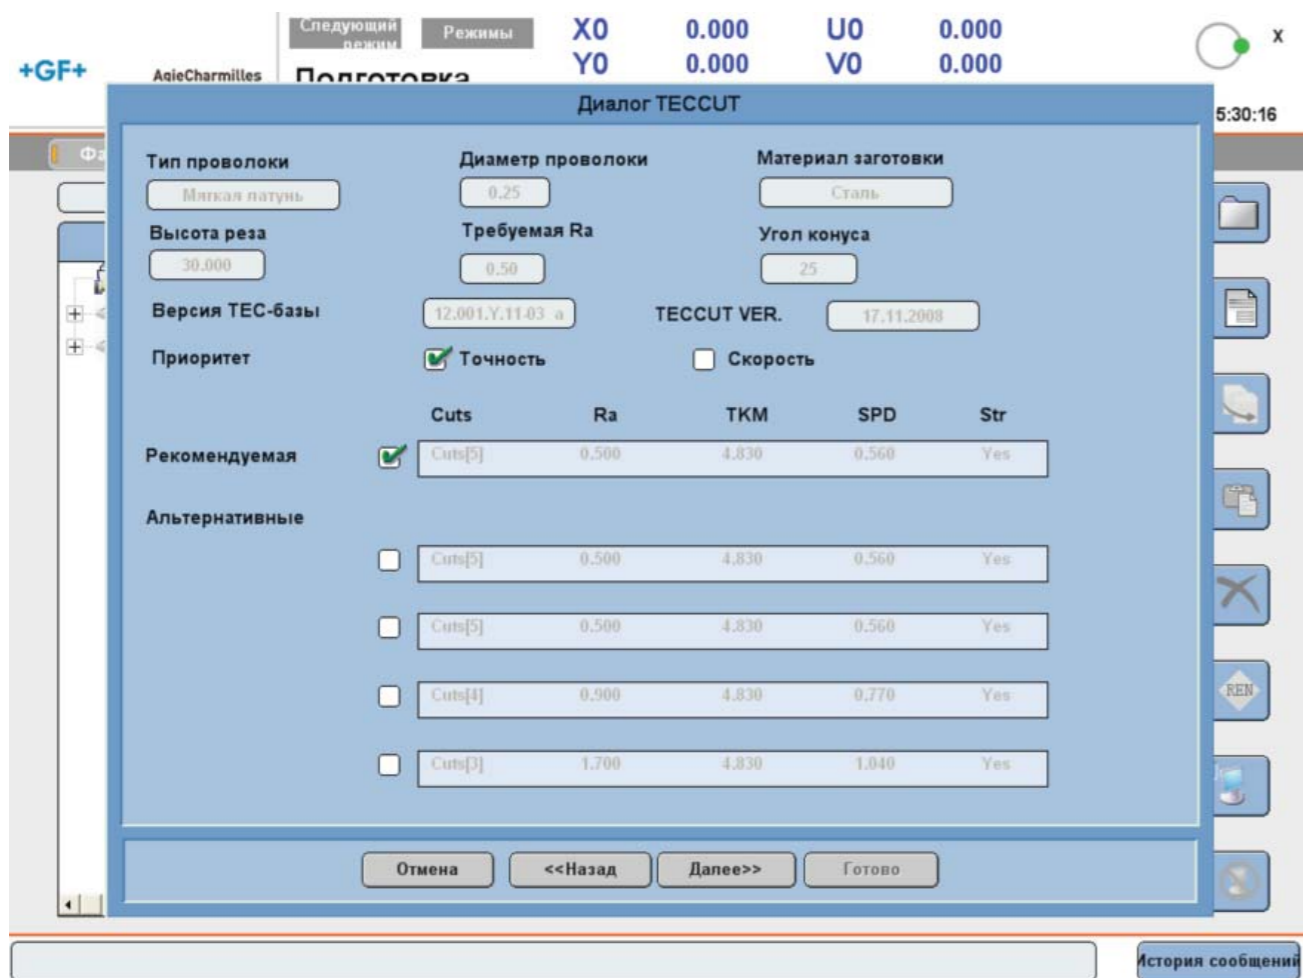 Следующий режим
Режимы
X0 0.000 U0 0.000
Y0 0.000 V0 0.000
X
+GF+
AgieCharmilles
Подготовка
5:30:16
Диалог TECCUT
Фа
Тип проволоки
Диаметр проволоки
Материал заготовки
Мягкая латунь
0.25
Сталь
Высота реза
Требуемая Ra
Угол конуса
30.000
0.50
25
Версия TEC-базы
12.001.Y.11-03 a
TECCUT VER.
17.11.2008
Приоритет
Точность
Скорость
Cuts Ra TKM SPD Str
Рекомендуемая
Cuts[5] 0.500 4.830 0.560 Yes
Альтернативные
Cuts[5] 0.500 4.830 0.560 Yes
Cuts[5] 0.500 4.830 0.560 Yes
Cuts[4] 0.900 4.830 0.770 Yes
REN
Cuts[3] 1.700 4.830 1.040 Yes
Отмена
<<Назад
Далее>>
Готово
История сообщений